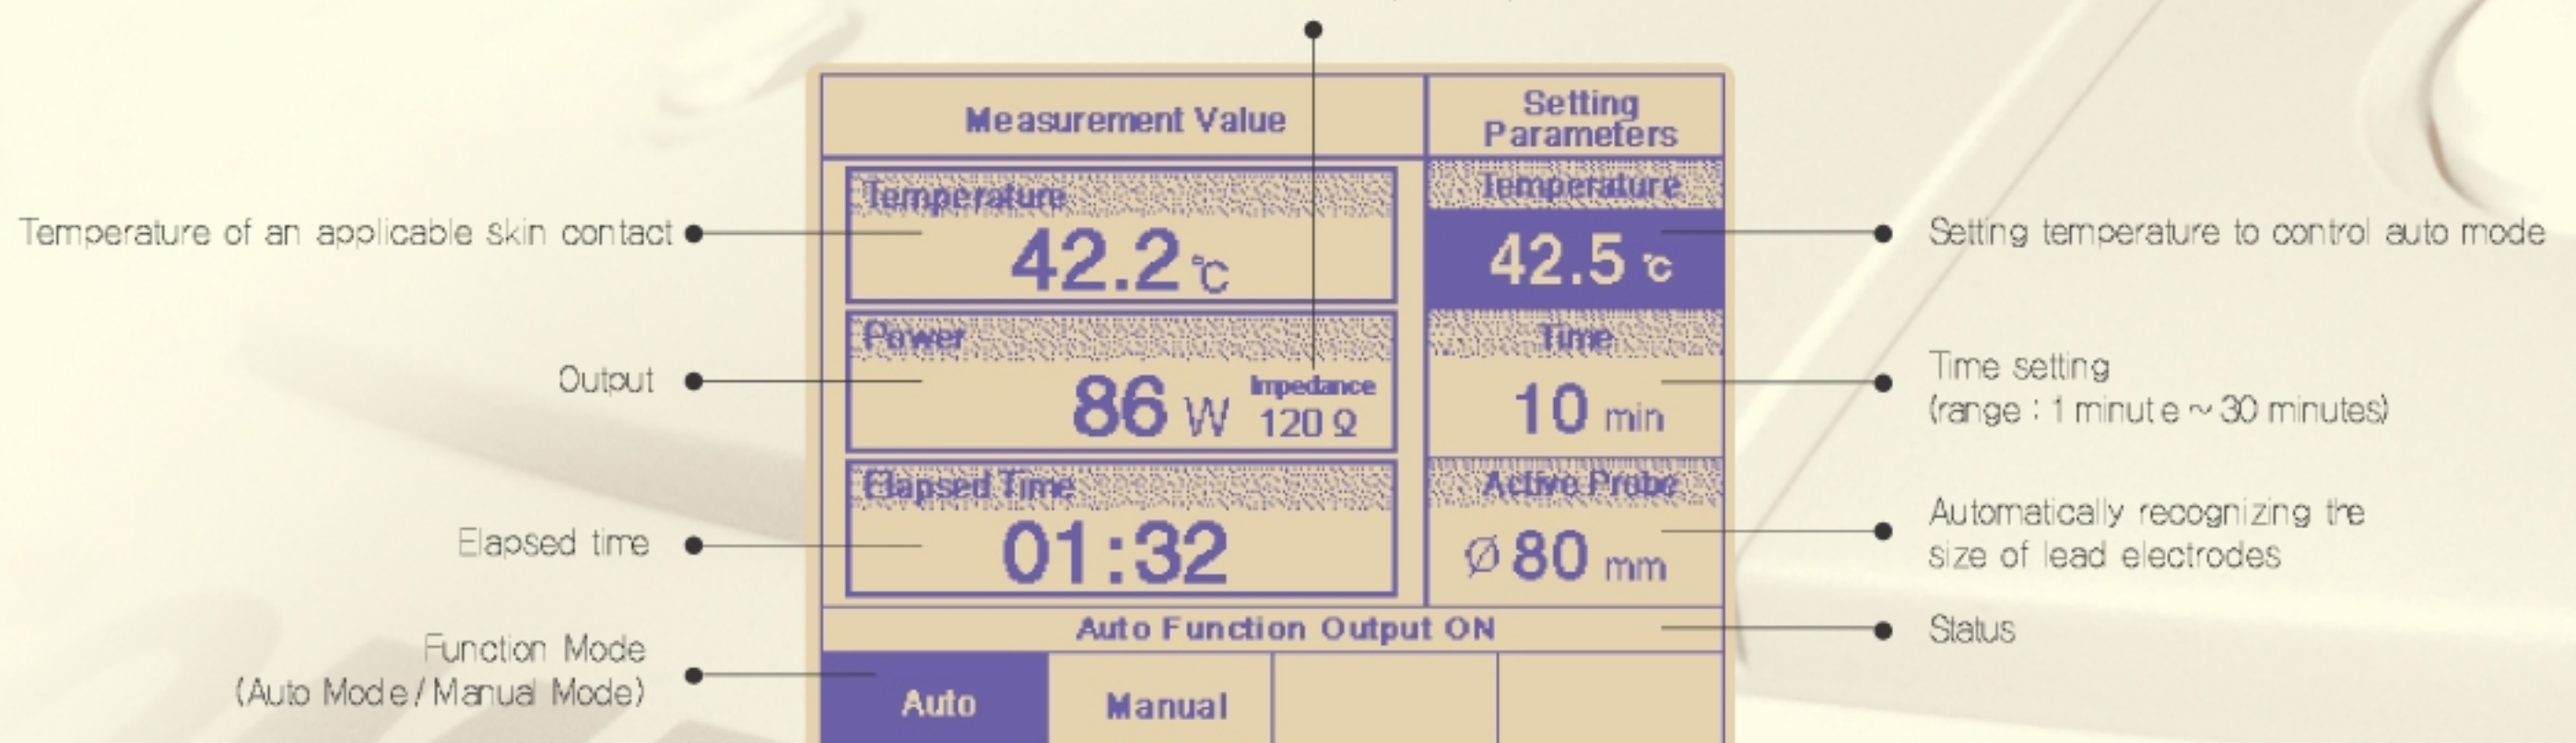 Measurement Value
Setting
Parameters
Temperature
42.2 ℃
Power
86 W
Impedance
120 Ω
Elapsed Time
01:32
Temperature
42.5 ℃
Time
10 min
Active Probe
Ø 80 mm
Auto Function Output ON
Auto
Manual
Temperature of an applicable skin contact
Output
Elapsed time
Function Mode
(Auto Mode/Manual Mode)
Setting temperature to control auto mode
Time setting
(range : 1 minute ~ 30 minutes)
Automatically recognizing the
size of lead electrodes
Status